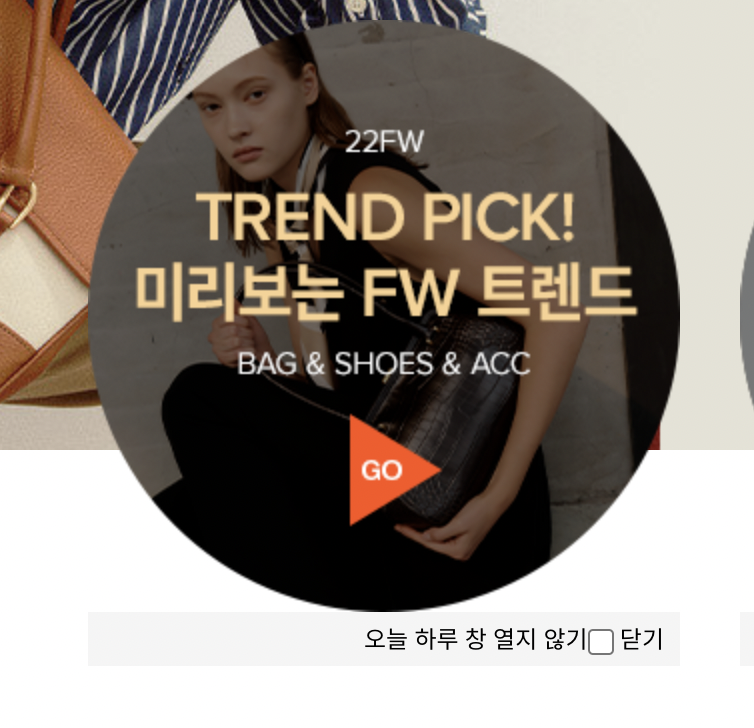 22FW
TREND PICK!
미리보는 FW 트렌드
BAG & SHOES & ACC
GO
오늘 하루 창 열지 않기 닫기